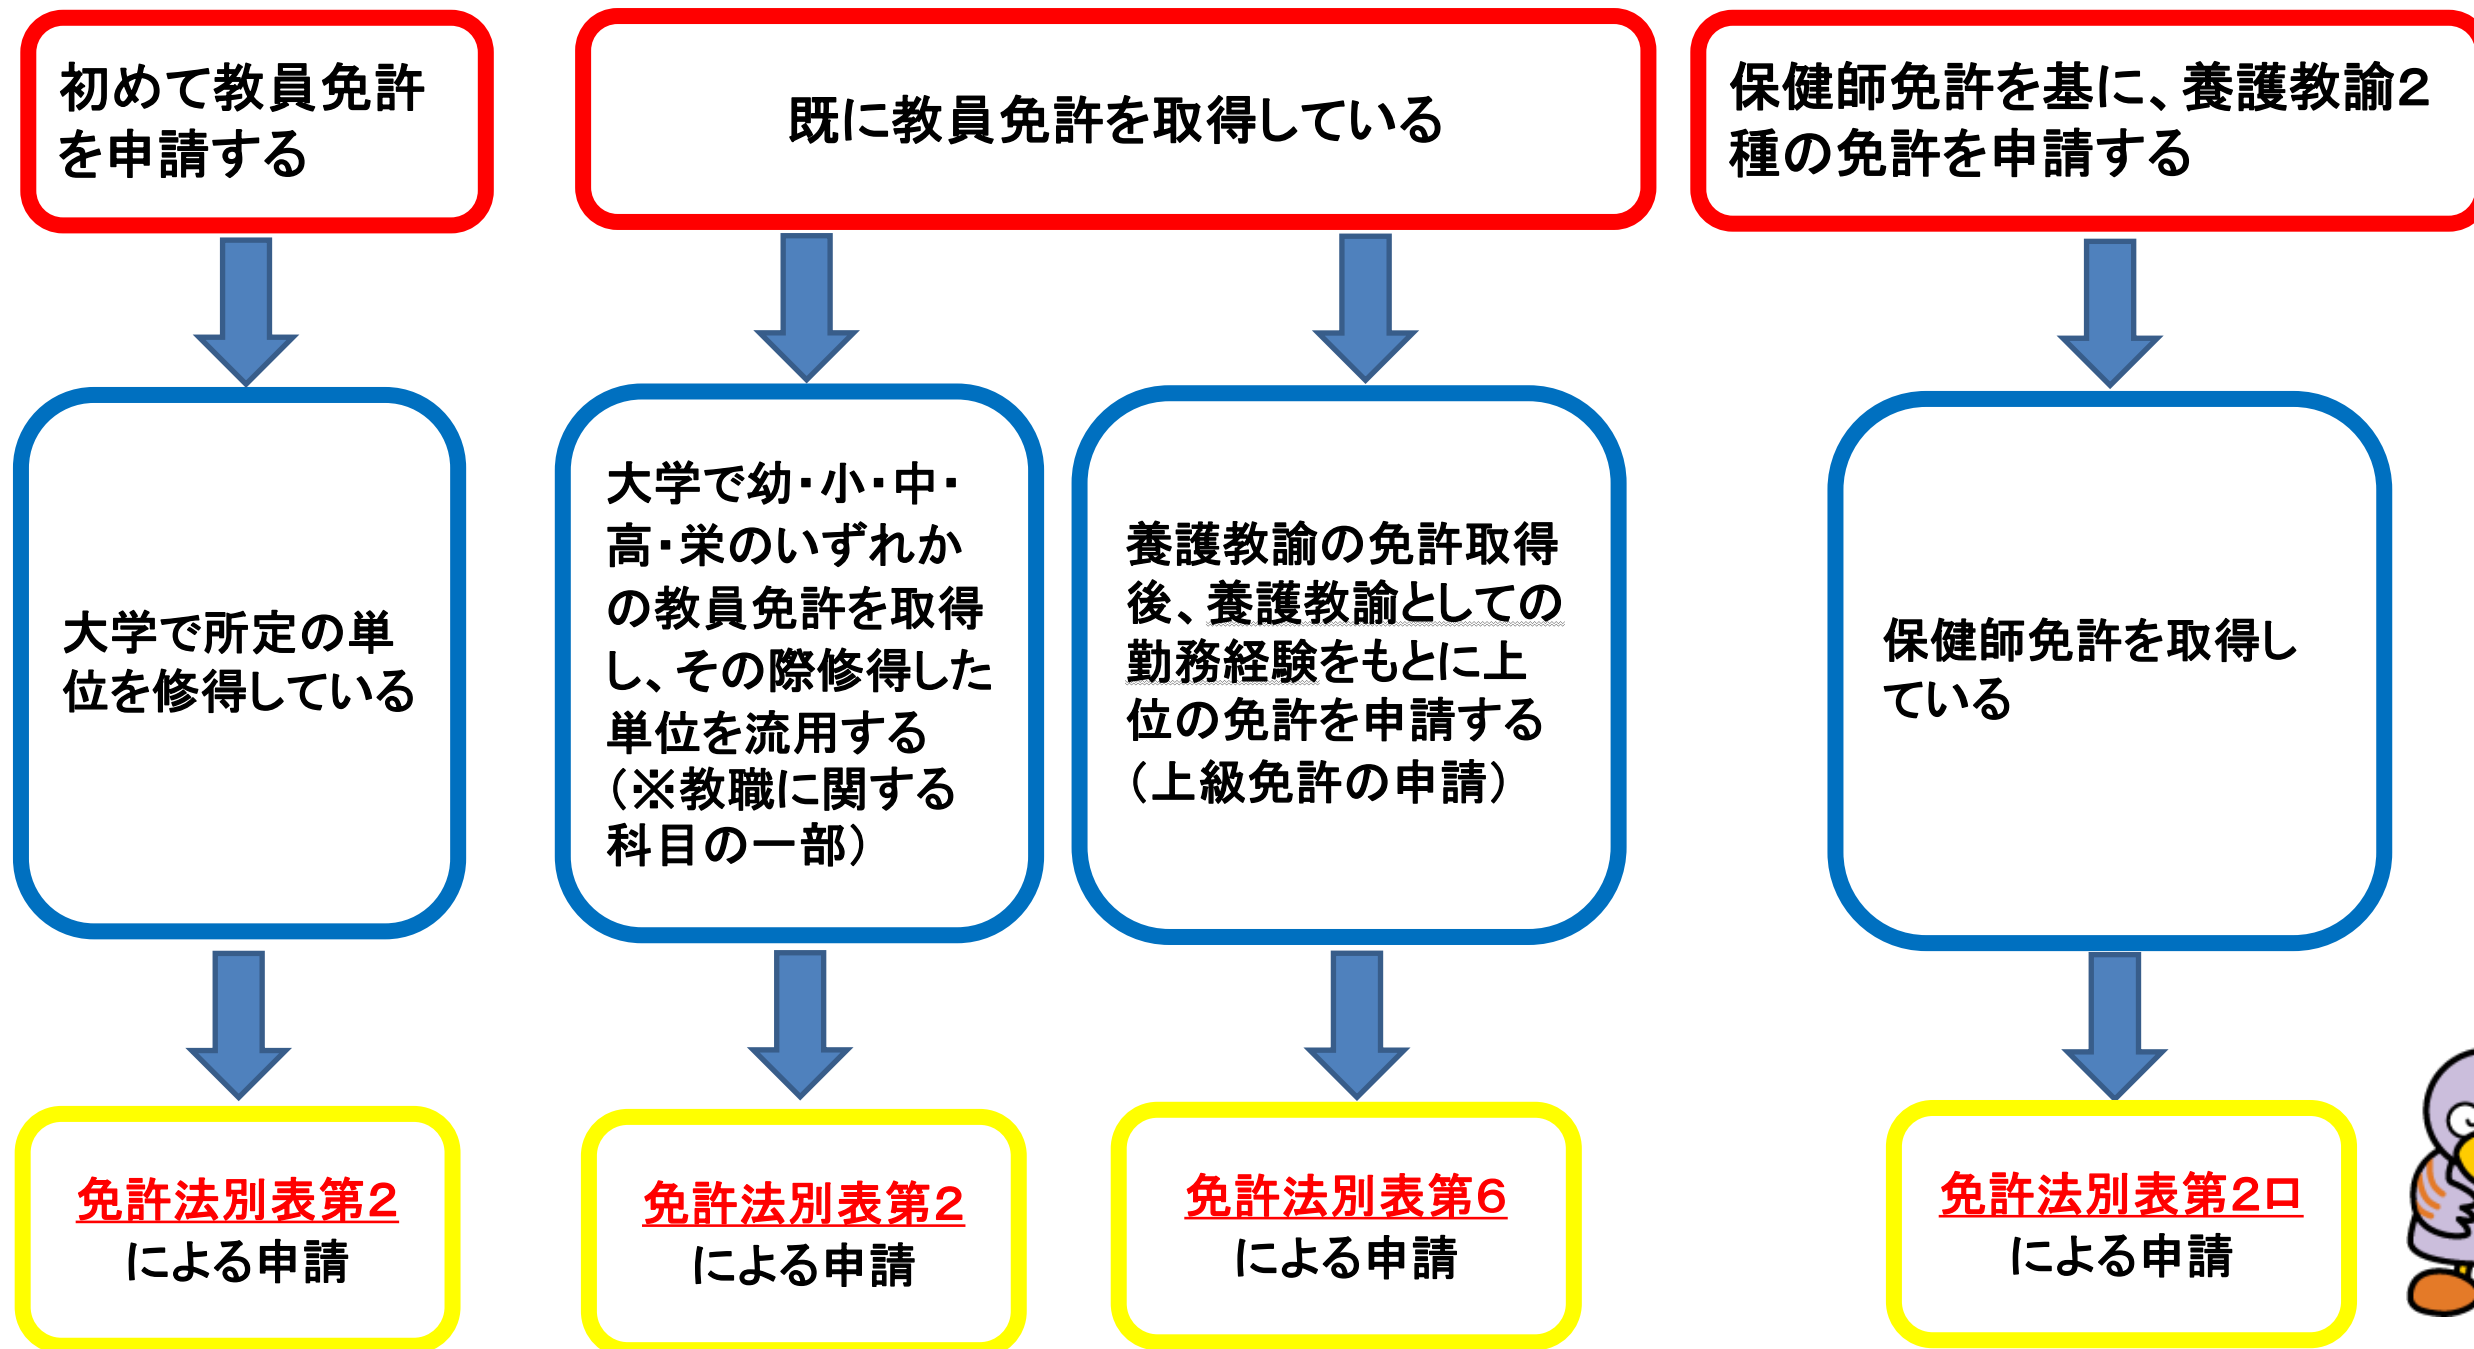 初めて教員免許
を申請する
既に教員免許を取得している
保健師免許を基に、養護教諭２
種の免許を申請する
大学で所定の単
位を修得している
大学で幼・小・中・
高・栄のいずれか
の教員免許を取得
し、その際修得した
単位を流用する
（※教職に関する
科目の一部）
養護教諭の免許取得
後、養護教諭としての
勤務経験をもとに上
位の免許を申請する
（上級免許の申請）
保健師免許を取得し
ている
免許法別表第２
による申請
免許法別表第２
による申請
免許法別表第６
による申請
免許法別表第２ロ
による申請